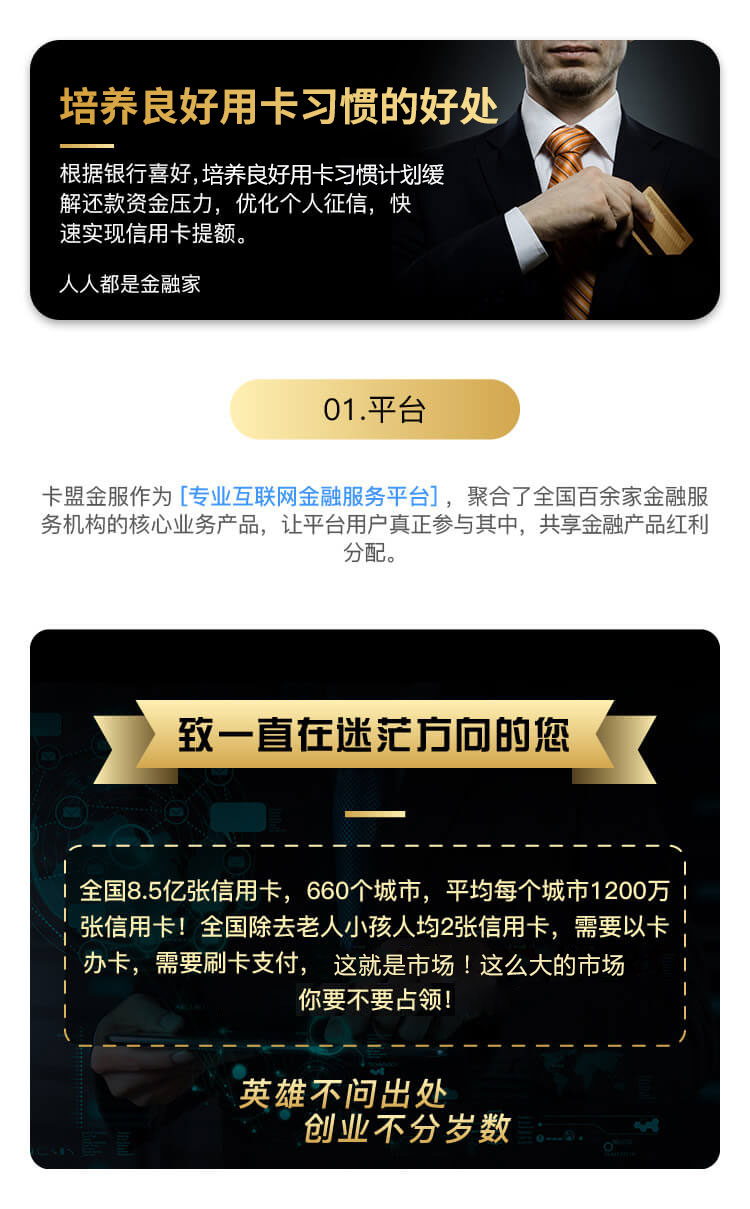 培养良好用卡习惯的好处
根据银行喜好,培养良好用卡习惯计划缓
解还款资金压力，优化个人征信，快
速实现信用卡提额。
人人都是金融家
01.平台
卡盟金服作为 [专业互联网金融服务平台] ，聚合了全国百余家金融服
务机构的核心业务产品，让平台用户真正参与其中，共享金融产品红利
分配。
致一直在迷茫方向的您
全国8.5亿张信用卡，660个城市，平均每个城市1200万
张信用卡！全国除去老人小孩人均2张信用卡，需要以卡
办卡，需要刷卡支付， 这就是市场！这么大的市场
你要不要占领！
英雄不问出处
创业不分岁数